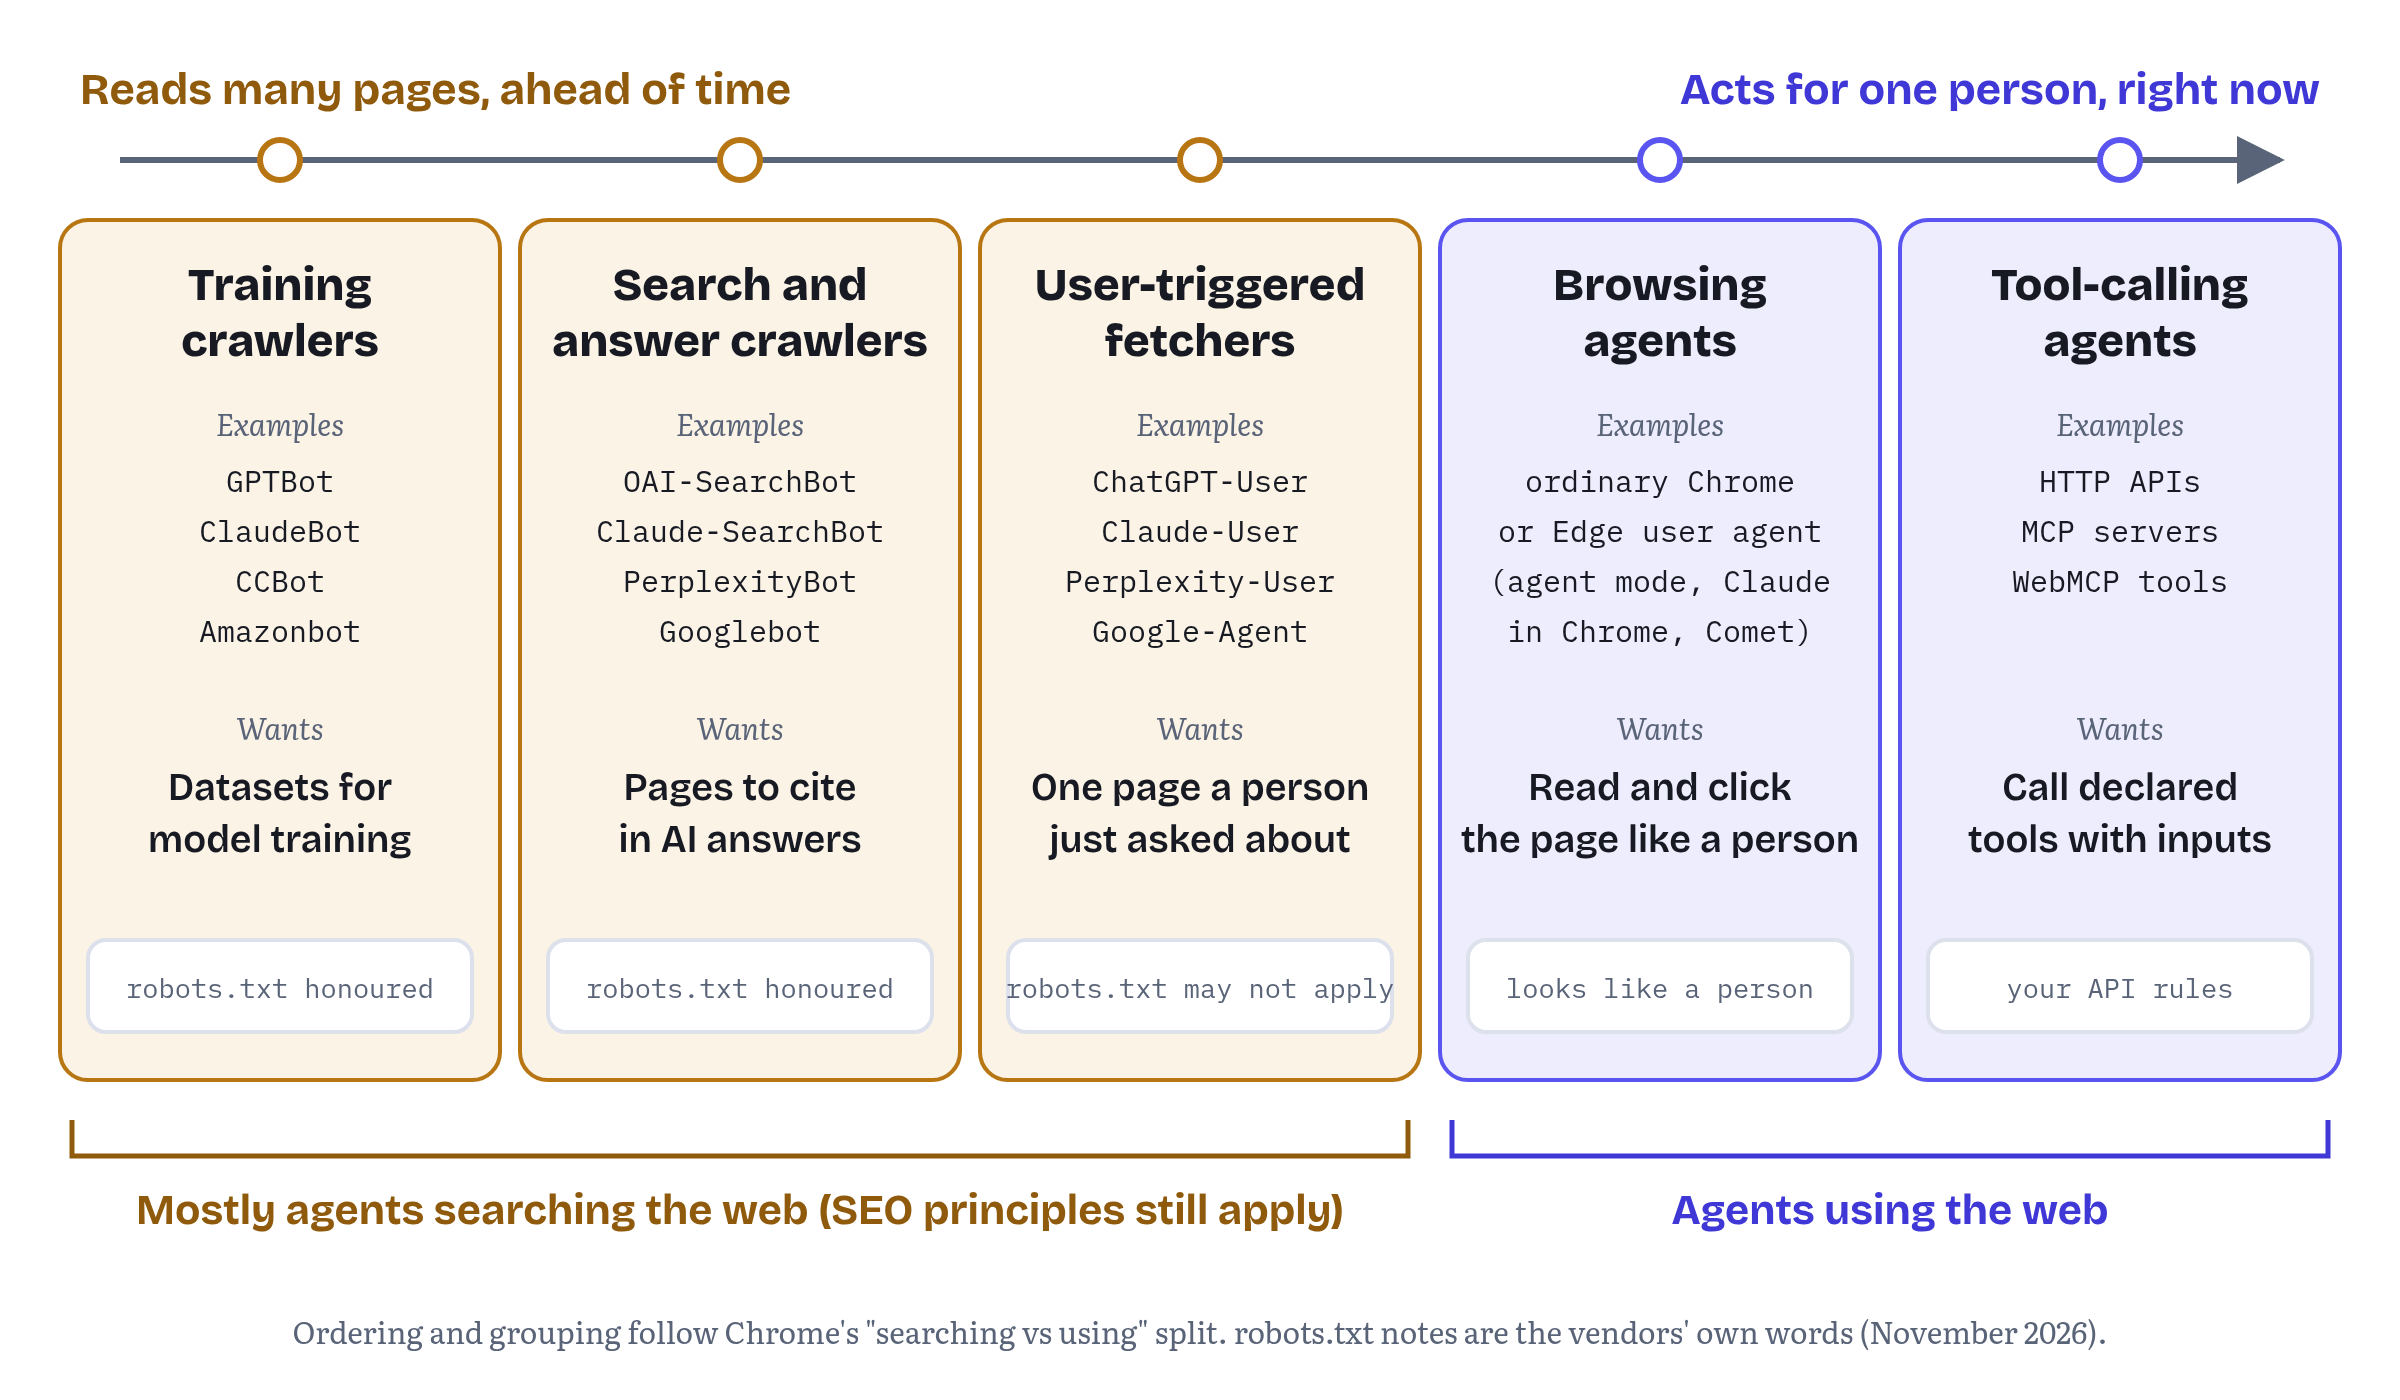 Reads many pages, ahead of time
Acts for one person, right now
Training
crawlers
Examples
GPTBot
ClaudeBot
CCBot
Amazonbot
Wants
Datasets for
model training
robots.txt honoured
Search and
answer crawlers
Examples
OAI-SearchBot
Claude-SearchBot
PerplexityBot
Googlebot
Wants
Pages to cite
in AI answers
robots.txt honoured
User-triggered
fetchers
Examples
ChatGPT-User
Claude-User
Perplexity-User
Google-Agent
Wants
One page a person
just asked about
robots.txt may not apply
Browsing
agents
Examples
ordinary Chrome
or Edge user agent
(agent mode, Claude
in Chrome, Comet)
Wants
Read and click
the page like a person
looks like a person
Tool-calling
agents
Examples
HTTP APIs
MCP servers
WebMCP tools
Wants
Call declared
tools with inputs
your API rules
Mostly agents searching the web (SEO principles still apply)
Agents using the web
Ordering and grouping follow Chrome's "searching vs using" split. robots.txt notes are the vendors' own words (November 2026).